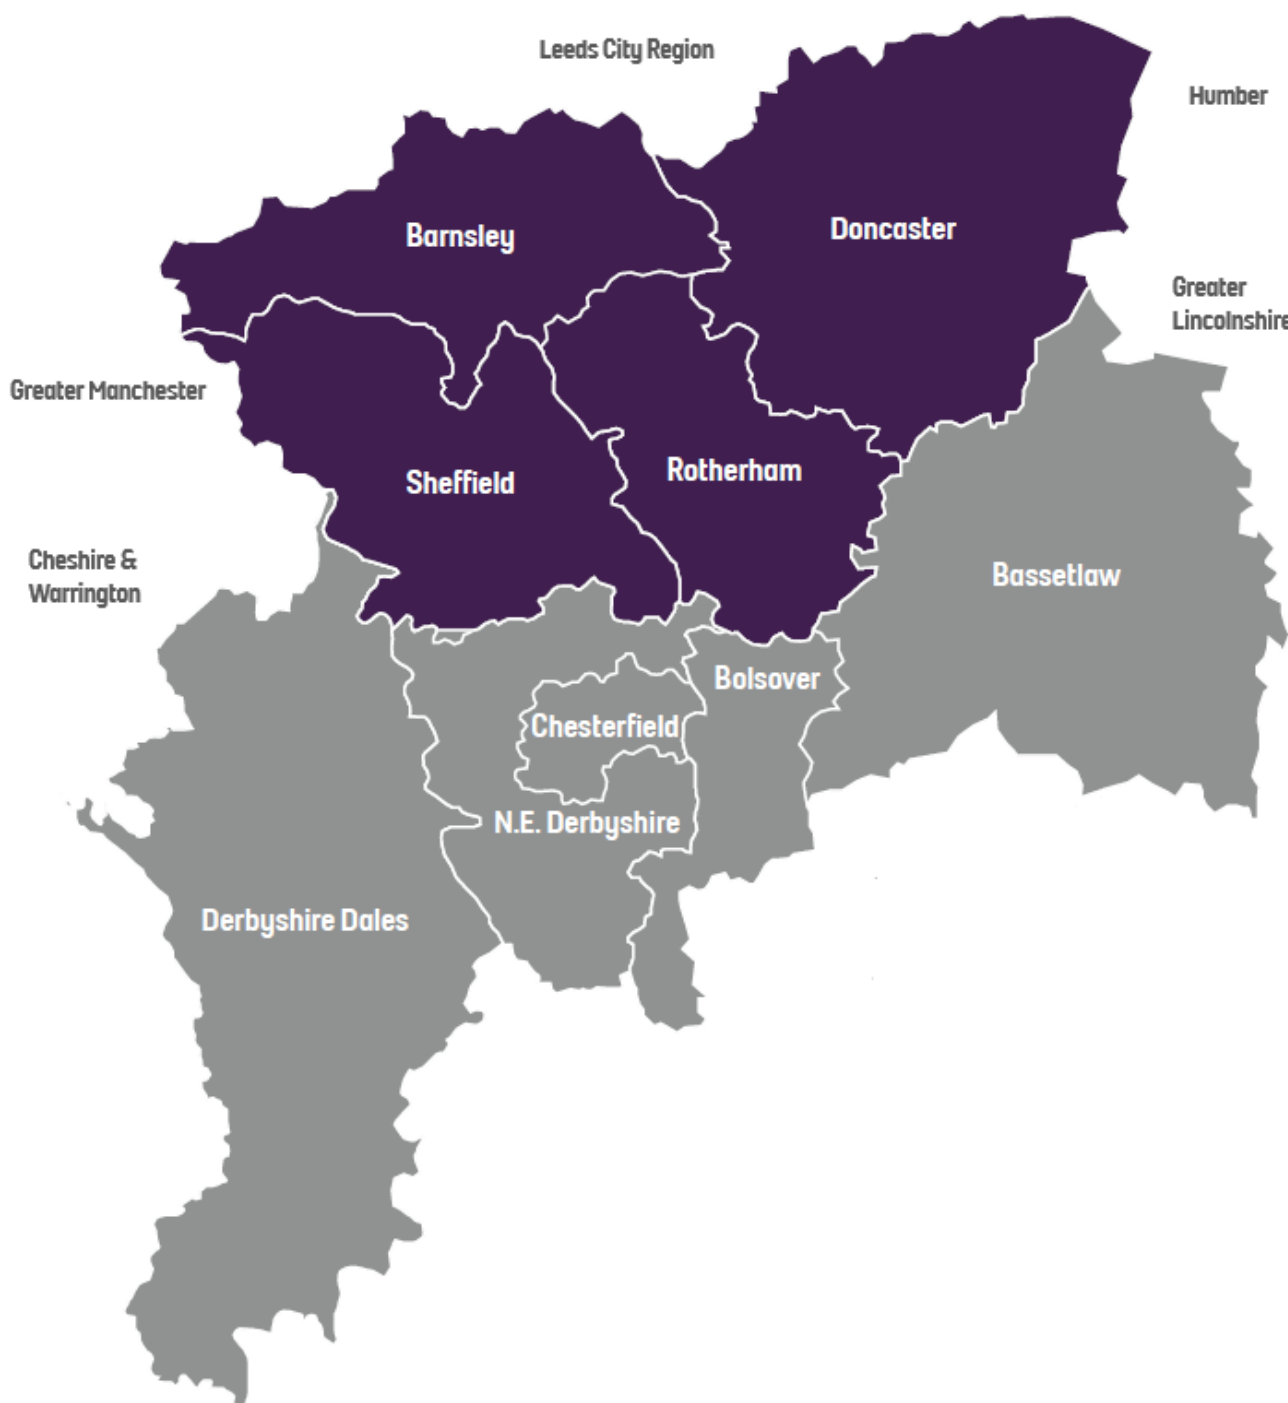 Leeds City Region
Humber
Barnsley
Doncaster
Greater
Lincolnshire
Greater Manchester
Sheffield
Rotherham
Cheshire &
Warrington
Bassetlaw
Bolsover
Chesterfield
N.E. Derbyshire
Derbyshire Dales